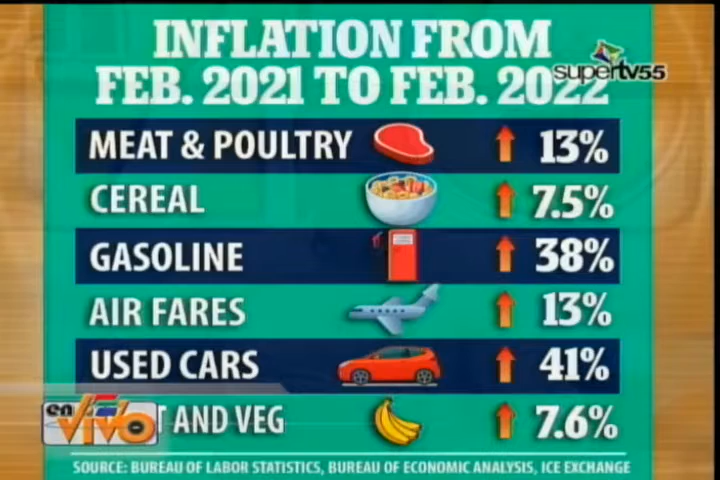 INFLATION FROM
FEB. 2021 TO FEB. 2022
supertv55
MEAT & POULTRY 13%
CEREAL 7.5%
GASOLINE 38%
AIR FARES 13%
USED CARS 41%
en VIVO
T AND VEG 7.6%
SOURCE: BUREAU OF LABOR STATISTICS, BUREAU OF ECONOMIC ANALYSIS, ICE EXCHANGE